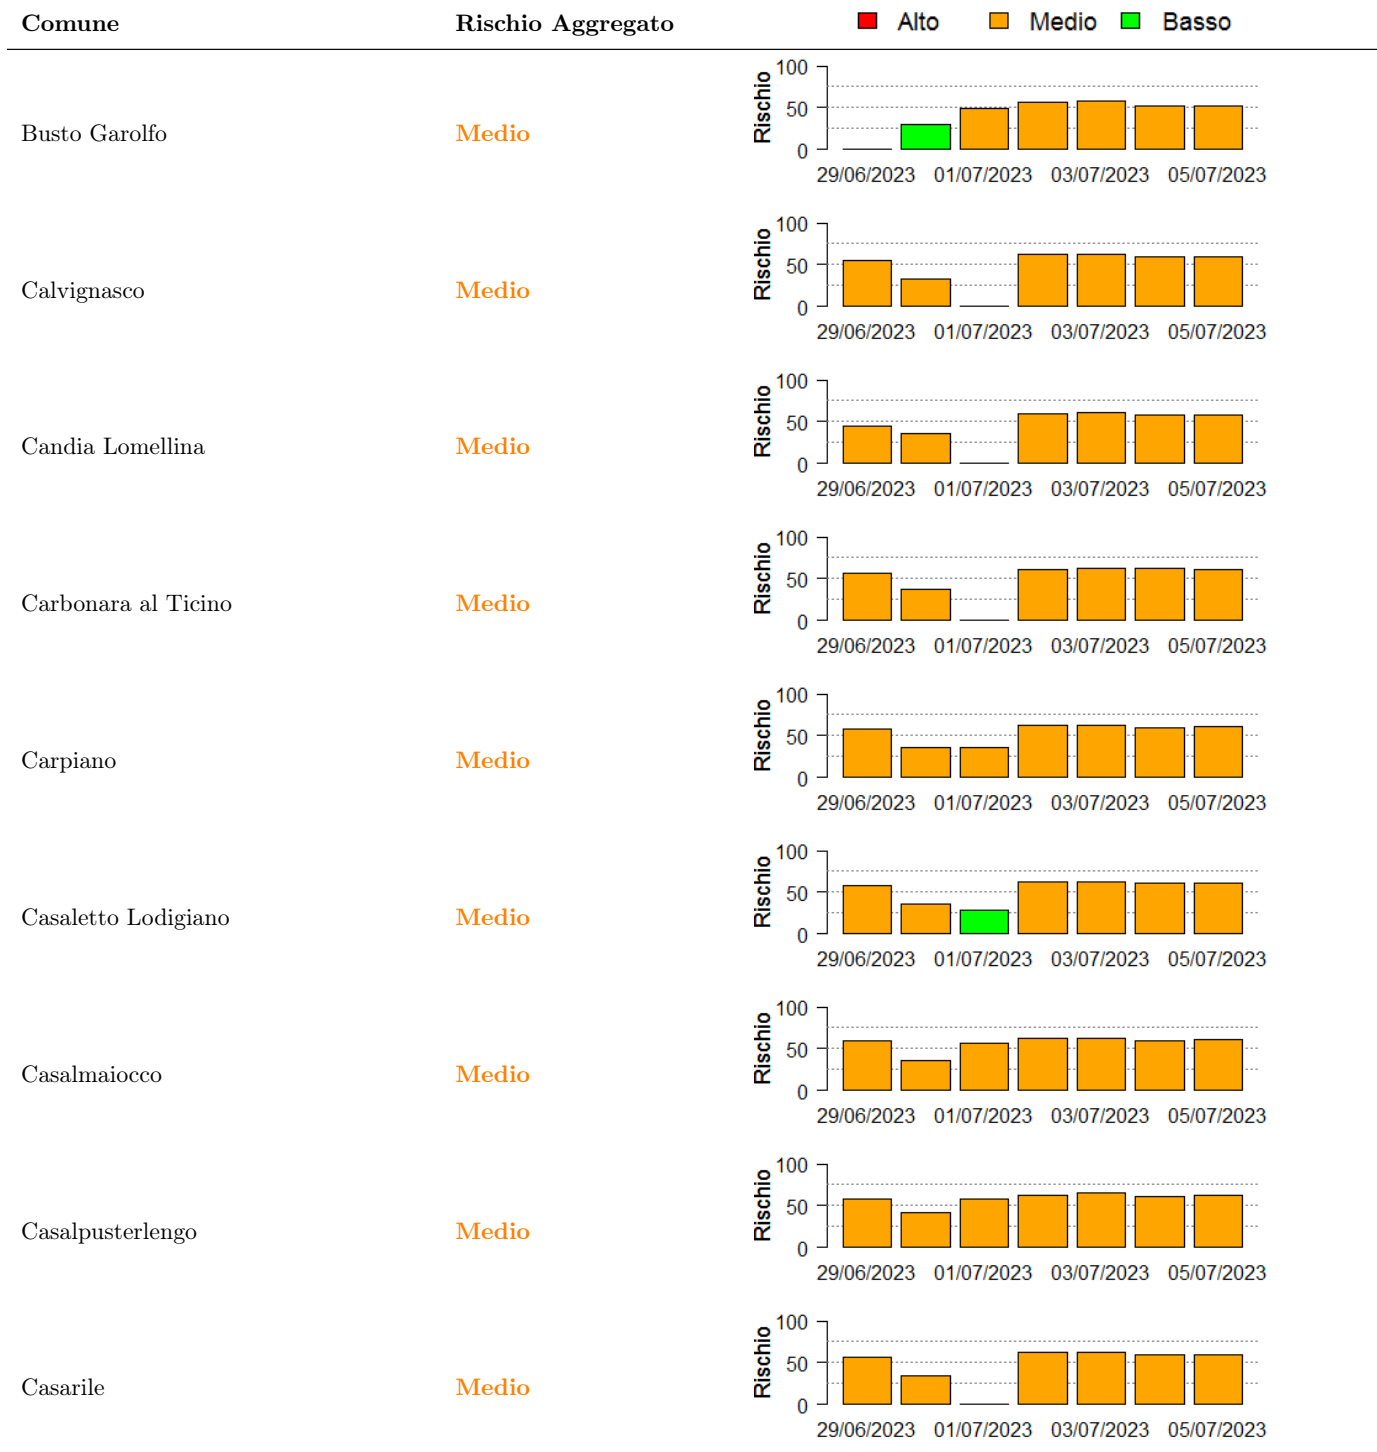 Comune Rischio Aggregato Alto Medio Basso
100
50
0
Rischio
Busto Garolfo Medio
29/06/2023 01/07/2023 03/07/2023 05/07/2023
100
50
0
Rischio
Calvignasco Medio
29/06/2023 01/07/2023 03/07/2023 05/07/2023
100
50
0
Rischio
Candia Lomellina Medio
29/06/2023 01/07/2023 03/07/2023 05/07/2023
100
50
0
Rischio
Carbonara al Ticino Medio
29/06/2023 01/07/2023 03/07/2023 05/07/2023
100
50
0
Rischio
Carpiano Medio
29/06/2023 01/07/2023 03/07/2023 05/07/2023
100
50
0
Rischio
Casaletto Lodigiano Medio
29/06/2023 01/07/2023 03/07/2023 05/07/2023
100
50
0
Rischio
Casalmaiocco Medio
29/06/2023 01/07/2023 03/07/2023 05/07/2023
100
50
0
Rischio
Casalpusterlengo Medio
29/06/2023 01/07/2023 03/07/2023 05/07/2023
100
50
0
Rischio
Casarile Medio
29/06/2023 01/07/2023 03/07/2023 05/07/2023